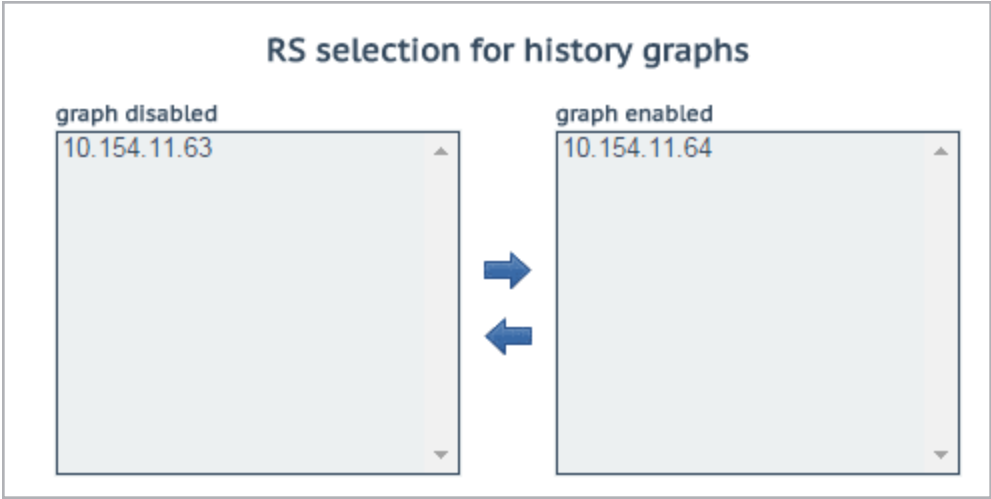 RS selection for history graphs
graph disabled
10.154.11.63
graph enabled
10.154.11.64